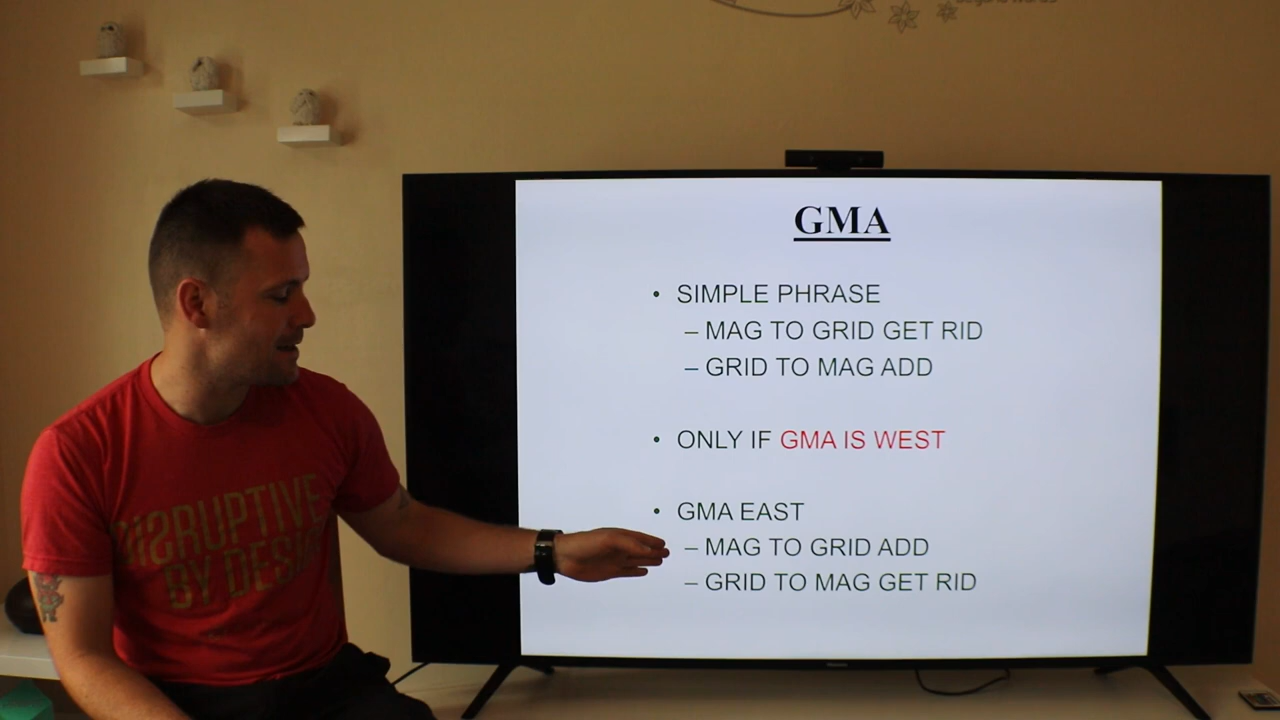 GMA
• SIMPLE PHRASE
– MAG TO GRID GET RID
– GRID TO MAG ADD
• ONLY IF GMA IS WEST
• GMA EAST
– MAG TO GRID ADD
– GRID TO MAG GET RID
DISRUPTIVE
BY DESIGN